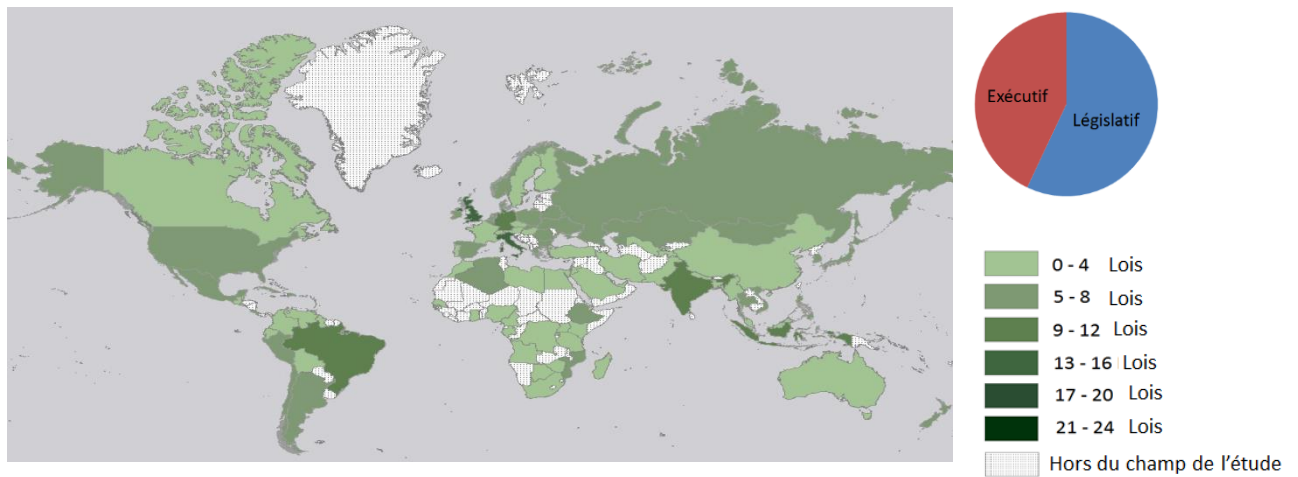 Exécutif
Législatif
0 - 4 Lois
5 - 8 Lois
9 - 12 Lois
13 - 16 Lois
17 - 20 Lois
21 - 24 Lois
Hors du champ de l'étude